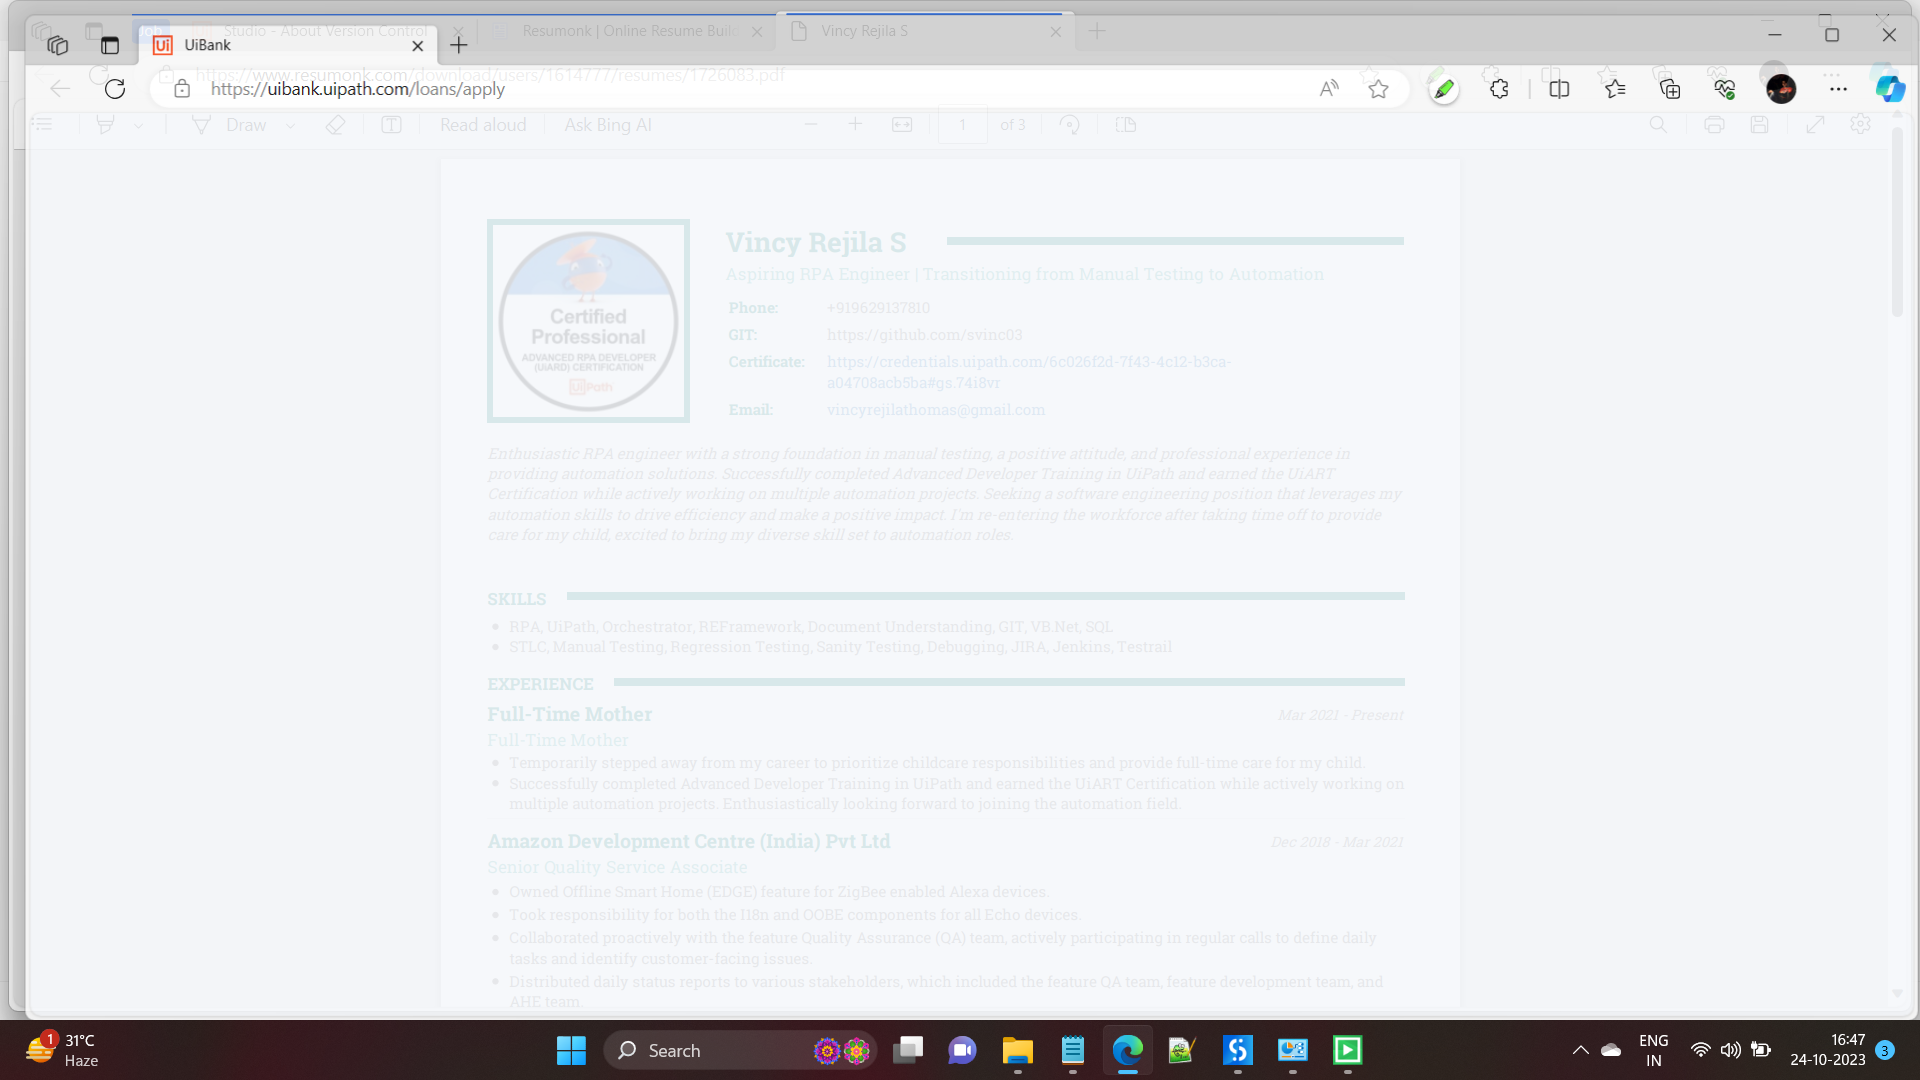 Job
Studio - About Version Control
Resumonk | Online Resume Build
Vincy Rejila S
UiBank
https://www.resumonk.com/download/users/1614777/resumes/1726083.pdf
https://uibank.uipath.com/loans/apply
Draw
Read aloud
Ask Bing AI
1
of 3
Vincy Rejila S
Aspiring RPA Engineer | Transitioning from Manual Testing to Automation
Phone: +919629137810
GIT: https://github.com/svinc03
Certificate: https://credentials.uipath.com/6c026f2d-7f43-4c12-b3ca-
a04708acb5ba#gs.74i8vr
Email: vincyrejilathomas@gmail.com
Certified
Professional
ADVANCED RPA DEVELOPER
(UiARD) CERTIFICATION
UiPath
Enthusiastic RPA engineer with a strong foundation in manual testing, a positive attitude, and professional experience in
providing automation solutions. Successfully completed Advanced Developer Training in UiPath and earned the UiART
Certification while actively working on multiple automation projects. Seeking a software engineering position that leverages my
automation skills to drive efficiency and make a positive impact. I'm re-entering the workforce after taking time off to provide
care for my child, excited to bring my diverse skill set to automation roles.
SKILLS
• RPA, UiPath, Orchestrator, REFramework, Document Understanding, GIT, VB.Net, SQL
• STLC, Manual Testing, Regression Testing, Sanity Testing, Debugging, JIRA, Jenkins, Testrail
EXPERIENCE
Full-Time Mother
Mar 2021 - Present
Full-Time Mother
• Temporarily stepped away from my career to prioritize childcare responsibilities and provide full-time care for my child.
• Successfully completed Advanced Developer Training in UiPath and earned the UiART Certification while actively working on
multiple automation projects. Enthusiastically looking forward to joining the automation field.
Amazon Development Centre (India) Pvt Ltd
Dec 2018 - Mar 2021
Senior Quality Service Associate
• Owned Offline Smart Home (EDGE) feature for ZigBee enabled Alexa devices.
• Took responsibility for both the I18n and OOBE components for all Echo devices.
• Collaborated proactively with the feature Quality Assurance (QA) team, actively participating in regular calls to define daily
tasks and identify customer-facing issues.
• Distributed daily status reports to various stakeholders, which included the feature QA team, feature development team, and
AHE team.
1
31°C
Haze
Search
ENG
IN
16:47
24-10-2023
3